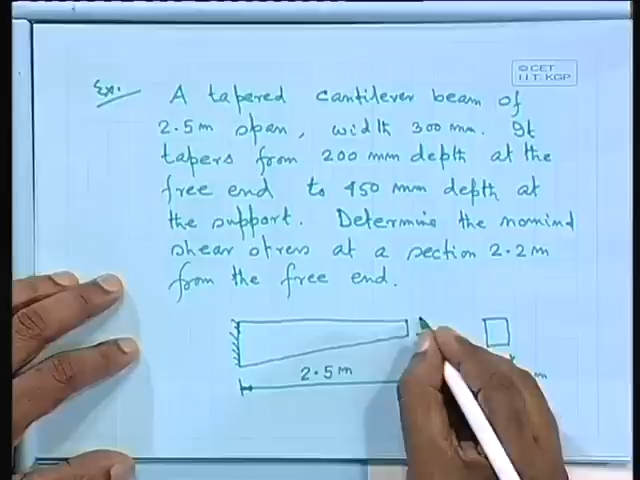 © CET
I.I.T. KGP
Ex.
A tapered cantilever beam of
2.5m span, width 300 mm. It
tapers from 200 mm depth at the
free end to 450 mm depth at
the support. Determine the nominal
shear stress at a section 2.2m
from the free end.
2.5m